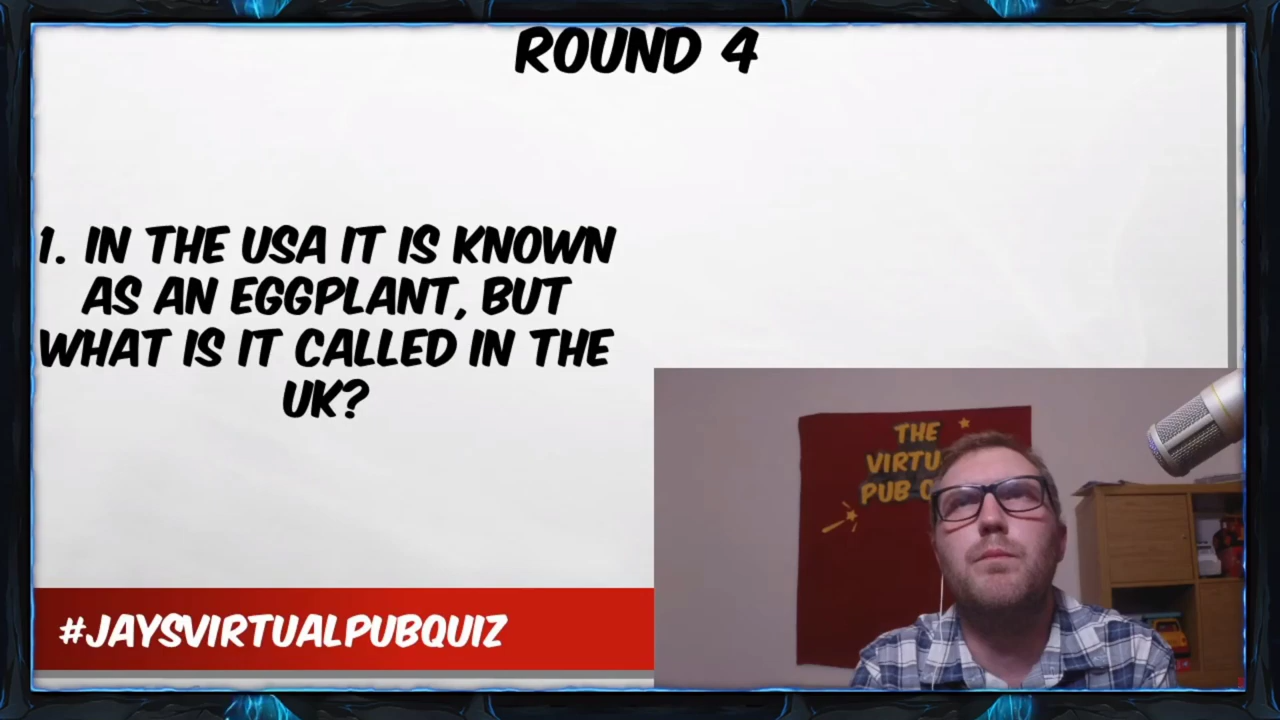 ROUND 4
1. IN THE USA IT IS KNOWN
AS AN EGGPLANT, BUT
WHAT IS IT CALLED IN THE
UK?
THE
PUB
#JAYSVIRTUALPUBQUIZ